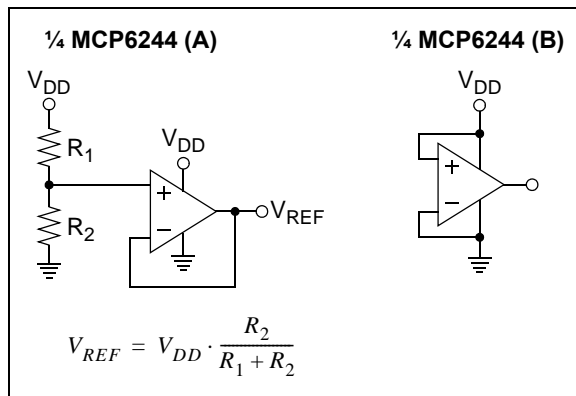 ¼ MCP6244 (A)
V_DD
R_1
R_2
V_DD
+
−
V_REF
V_REF = V_DD · R_2 / (R_1 + R_2)
¼ MCP6244 (B)
V_DD
+
−